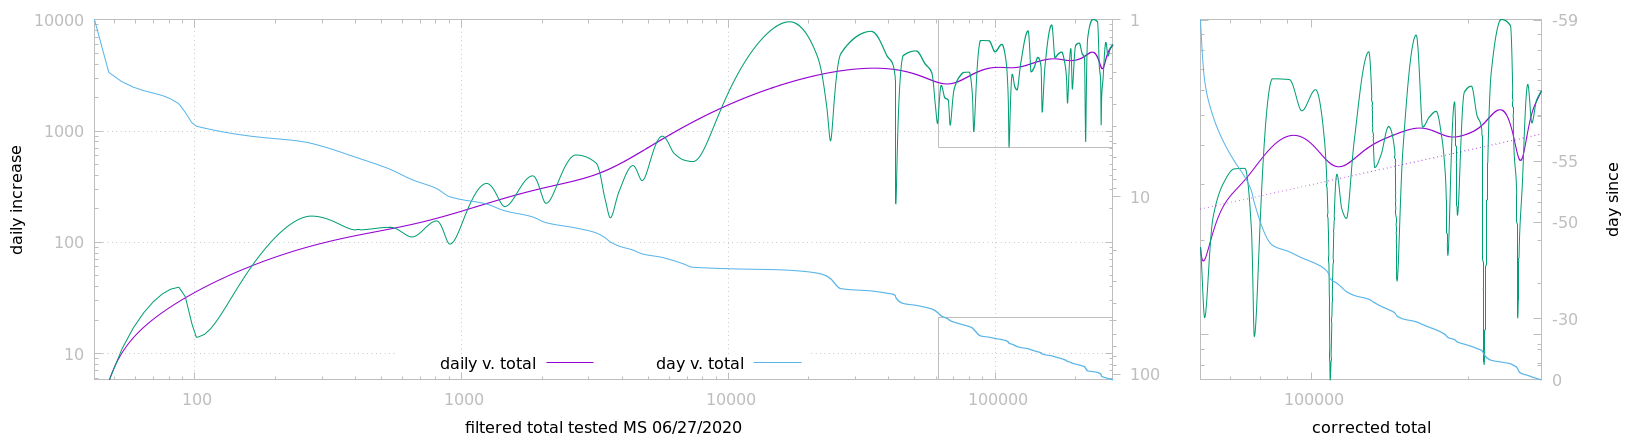 10000
1000
100
10
daily increase
100
1000
10000
100000
1
10
100
daily v. total
day v. total
filtered total tested MS 06/27/2020
-59
-55
-50
-30
0
day since
100000
corrected total